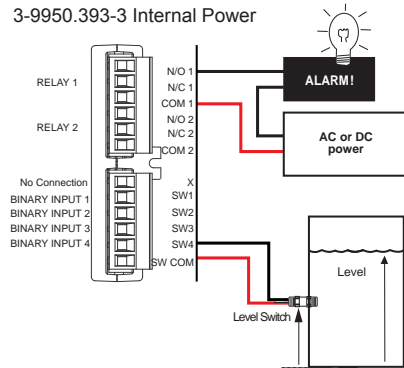 3-9950.393-3 Internal Power
RELAY 1
RELAY 2
N/O 1
N/C 1
COM 1
N/O 2
N/C 2
COM 2
ALARM!
AC or DC
power
No Connection
BINARY INPUT 1
BINARY INPUT 2
BINARY INPUT 3
BINARY INPUT 4
X
SW1
SW2
SW3
SW4
SW COM
Level Switch
Level